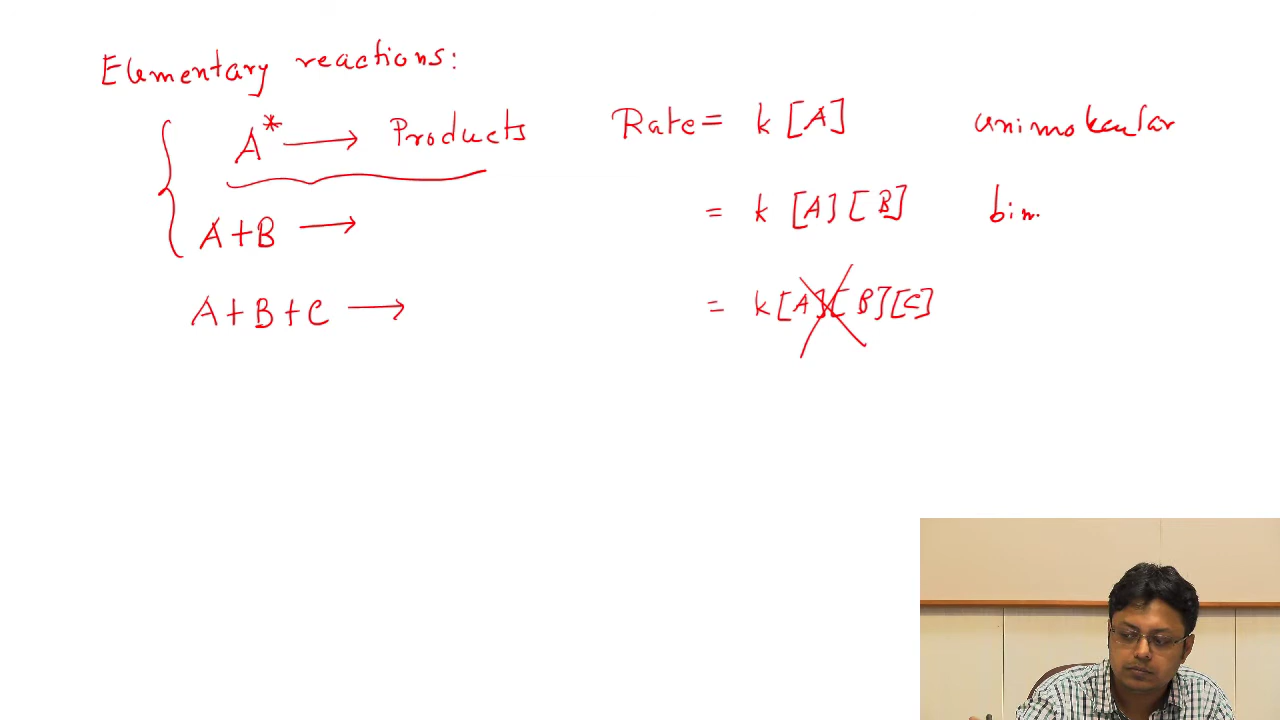 Elementary reactions:
A* → Products Rate = k [A] unimolecular
A+B → = k [A][B] bim
A+B+C → = k[A][B][C]